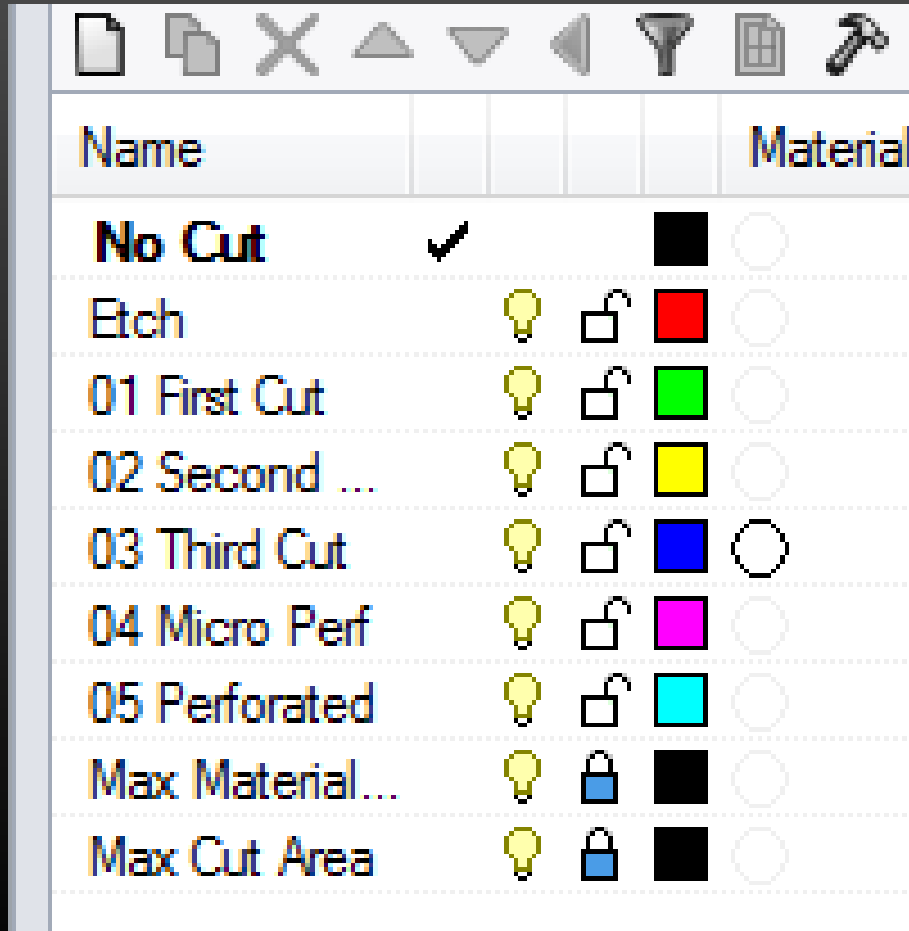 Name Material
No Cut
Etch
01 First Cut
02 Second ...
03 Third Cut
04 Micro Perf
05 Perforated
Max Material...
Max Cut Area